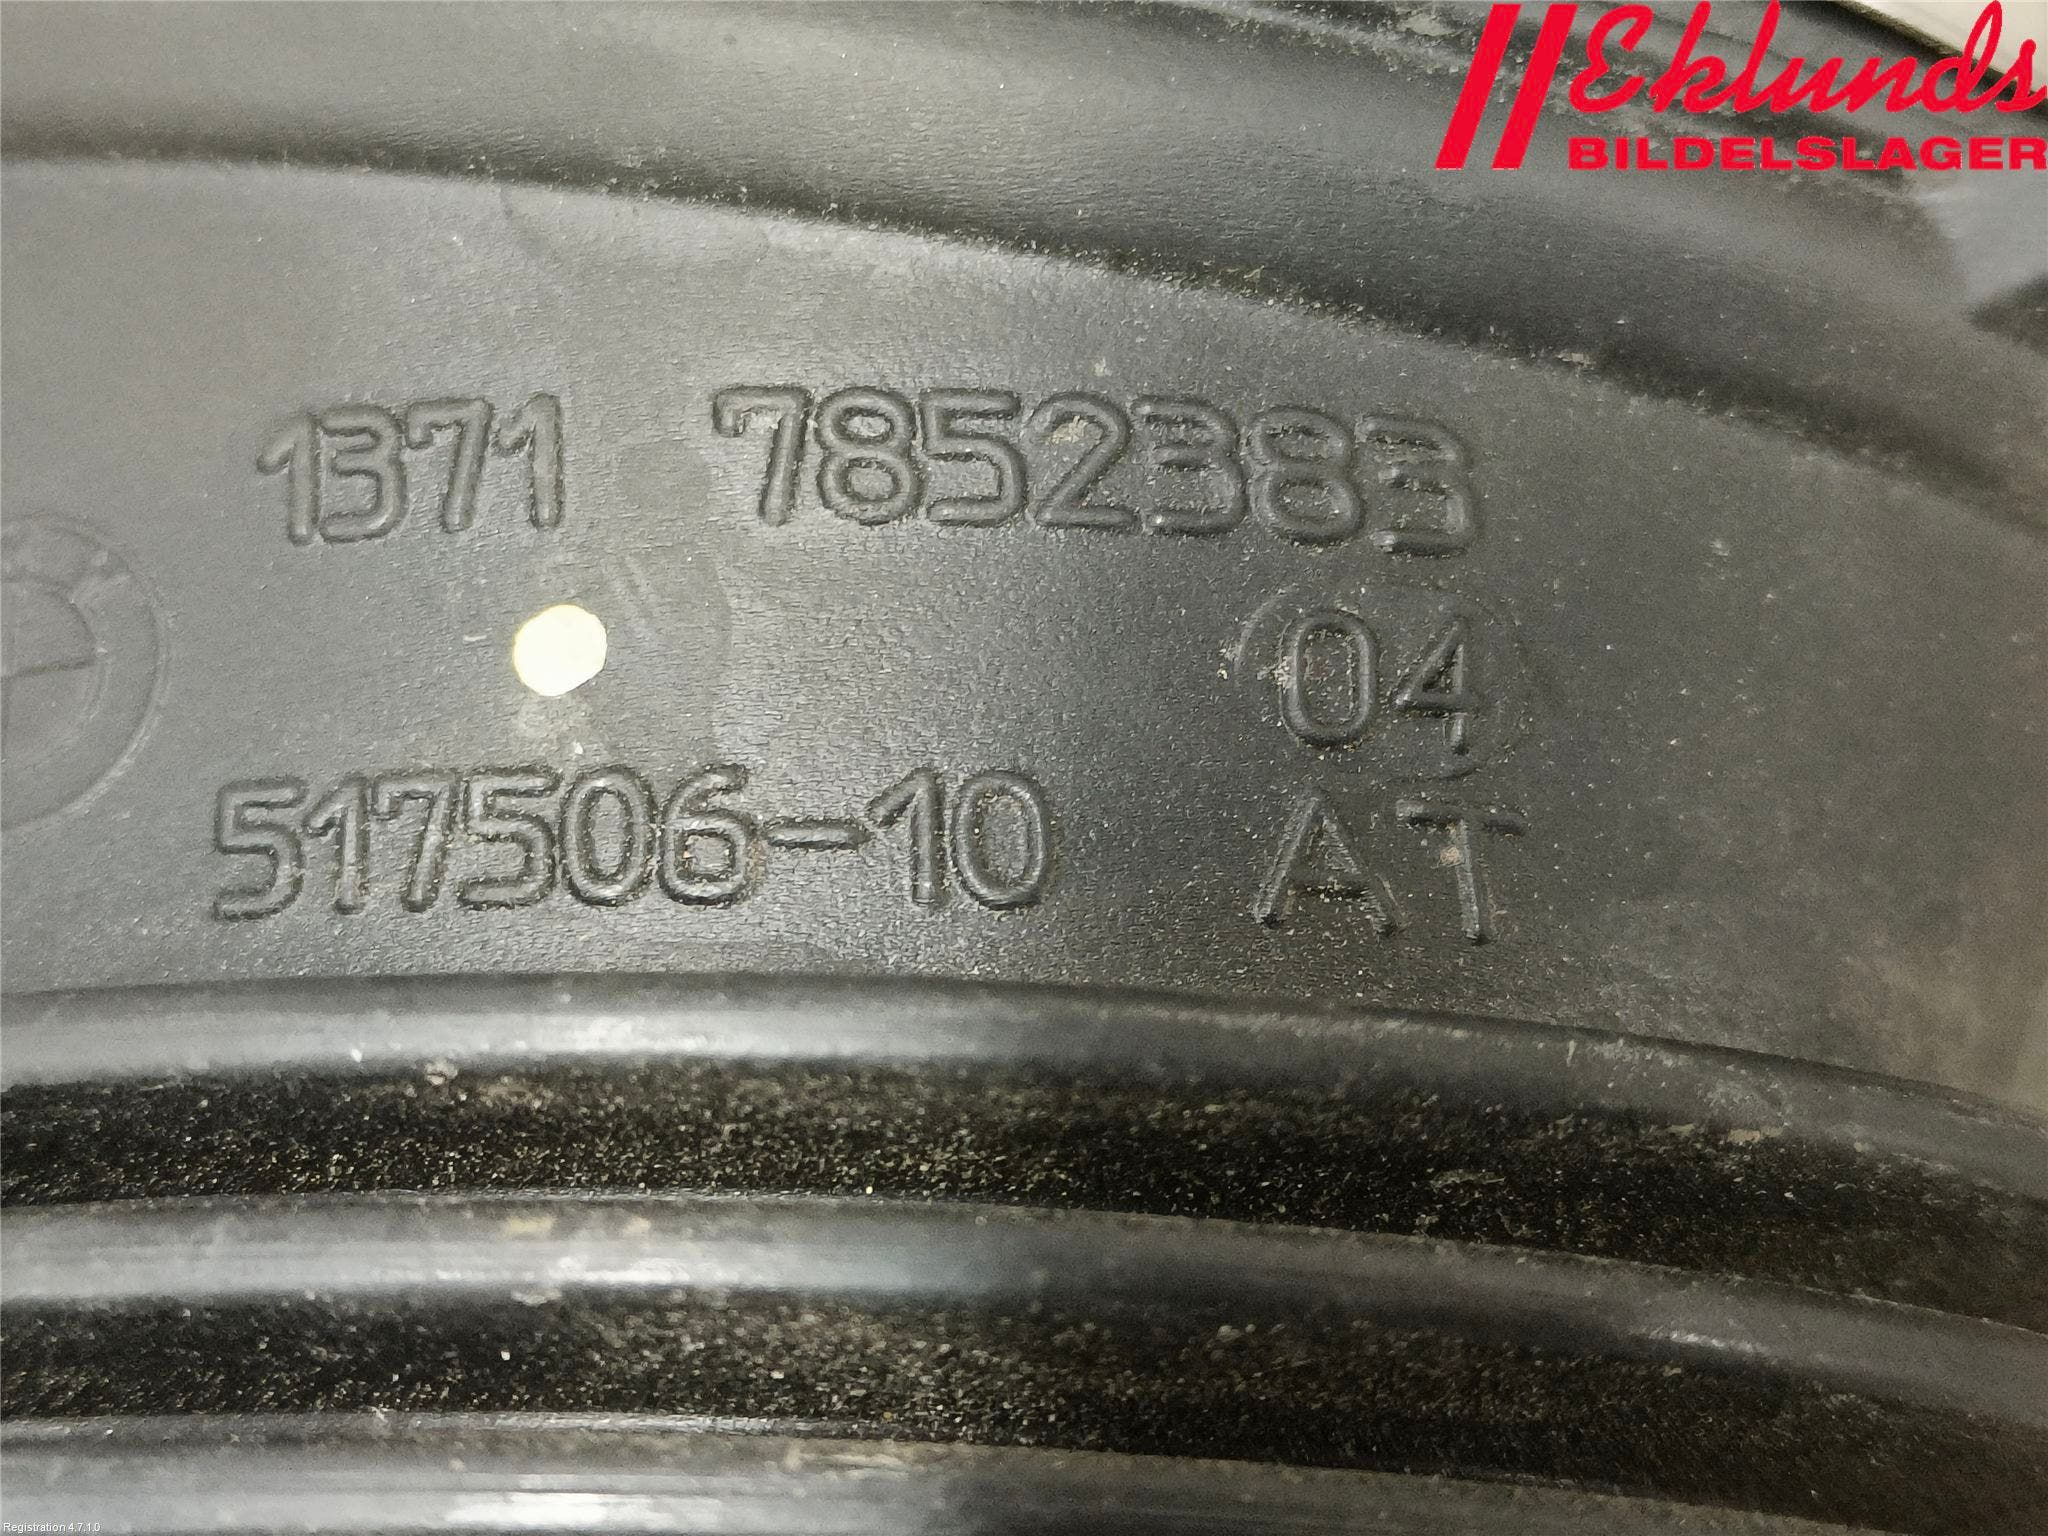 Eklunds
BILDELSLAGER
1371 7852383
04
517506-10 AT
Registration 4.7.1.0